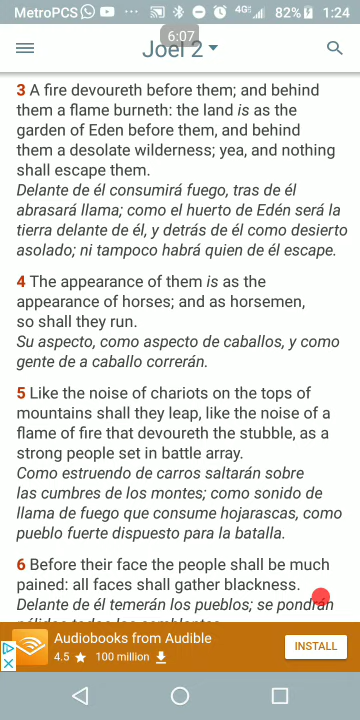 MetroPCS 4G 82% 1:24
6:07
Joel 2
3 A fire devoureth before them; and behind
them a flame burneth: the land is as the
garden of Eden before them, and behind
them a desolate wilderness; yea, and nothing
shall escape them.
Delante de él consumirá fuego, tras de él
abrasará llama; como el huerto de Edén será la
tierra delante de él, y detrás de él como desierto
asolado; ni tampoco habrá quien de él escape.
4 The appearance of them is as the
appearance of horses; and as horsemen,
so shall they run.
Su aspecto, como aspecto de caballos, y como
gente de a caballo correrán.
5 Like the noise of chariots on the tops of
mountains shall they leap, like the noise of a
flame of fire that devoureth the stubble, as a
strong people set in battle array.
Como estruendo de carros saltarán sobre
las cumbres de los montes; como sonido de
llama de fuego que consume hojarascas, como
pueblo fuerte dispuesto para la batalla.
6 Before their face the people shall be much
pained: all faces shall gather blackness.
Delante de él temerán los pueblos; se pondrán
Audiobooks from Audible
4.5 ★ 100 million
INSTALL